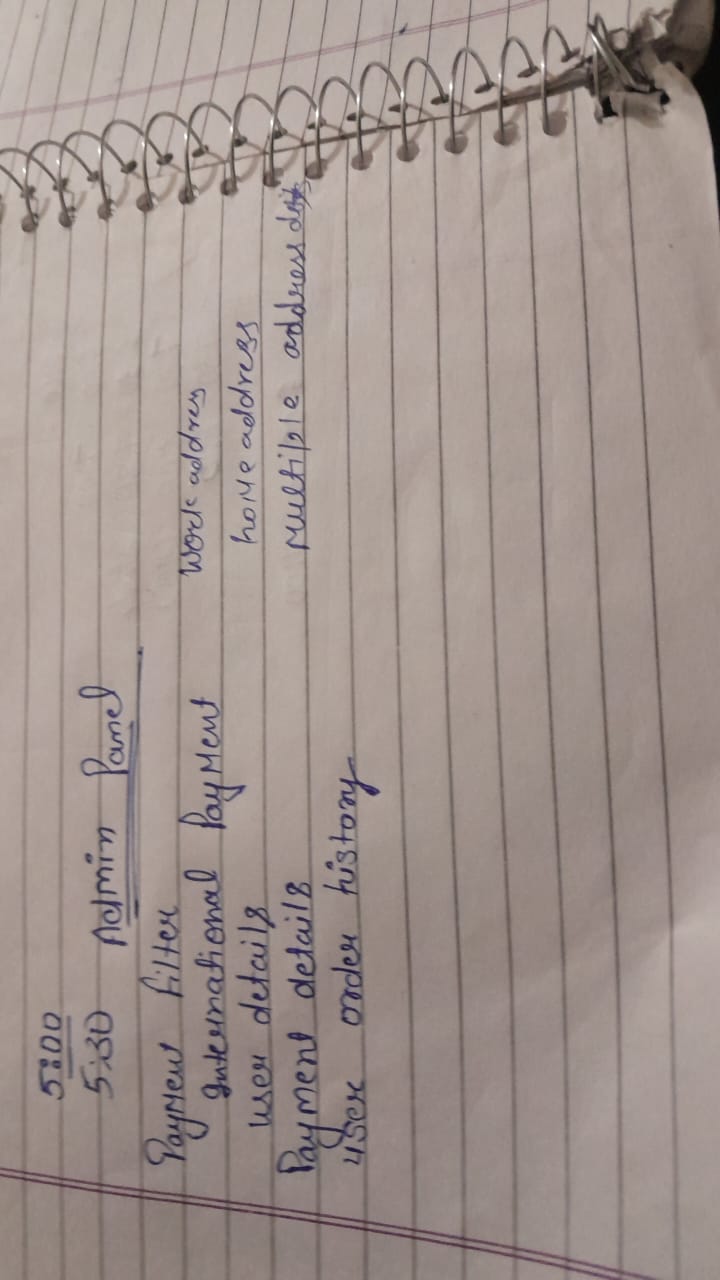 5:00
5:30 Admin Panel
Payment filter
International Payment work address
user details home address
Payment details Multiple address
user order history